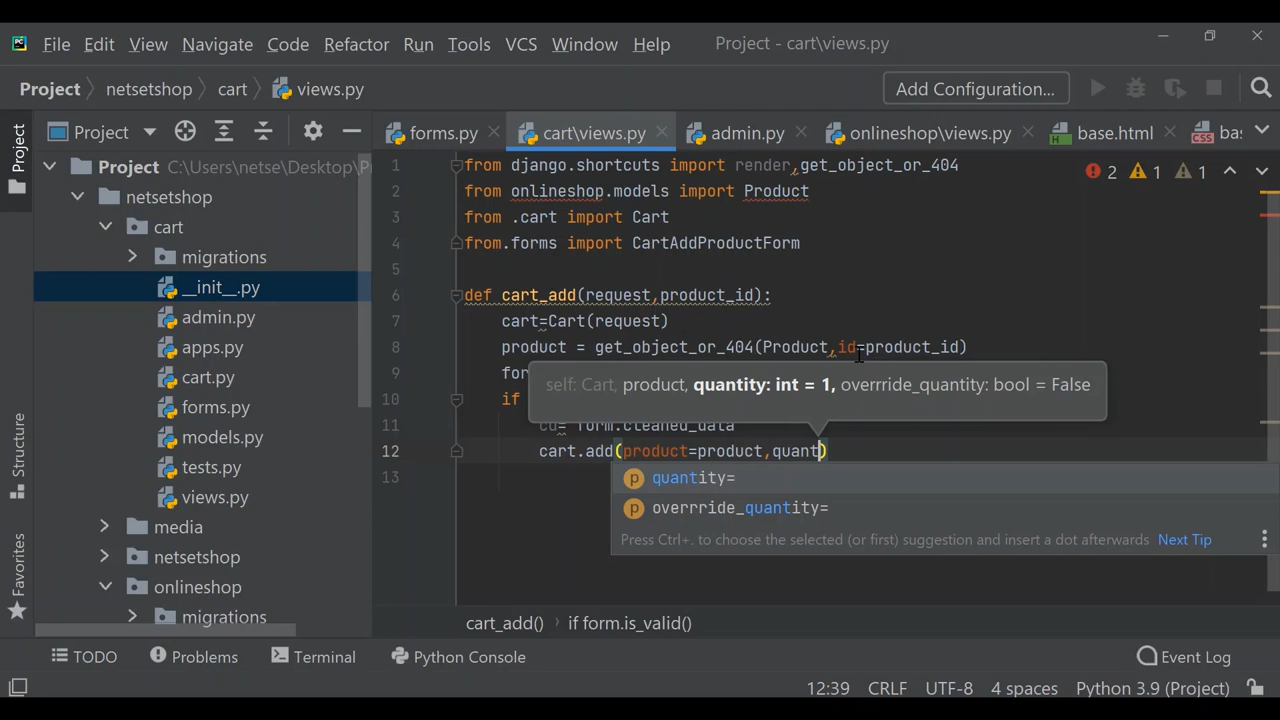 PC File Edit View Navigate Code Refactor Run Tools VCS Window Help Project - cart\views.py
Project netsetshop cart views.py Add Configuration...
Project forms.py cart\views.py admin.py onlineshop\views.py base.html
Project
Structure
Favorites
Project C:\Users\netse\Desktop\
netsetshop
cart
migrations
__init__.py
admin.py
apps.py
cart.py
forms.py
models.py
tests.py
views.py
media
netsetshop
onlineshop
migrations
2 1 1
1 from django.shortcuts import render,get_object_or_404
2 from onlineshop.models import Product
3 from .cart import Cart
4 from.forms import CartAddProductForm
5
6 def cart_add(request,product_id):
7 cart=Cart(request)
8 product = get_object_or_404(Product,id=product_id)
9 for
self: Cart, product, quantity: int = 1, overrride_quantity: bool = False
10 if
11 cd= form.cleaned_data
12 cart.add(product=product,quant)
13
p quantity=
p overrride_quantity=
Press Ctrl+. to choose the selected (or first) suggestion and insert a dot afterwards Next Tip
cart_add() if form.is_valid()
TODO Problems Terminal Python Console Event Log
12:39 CRLF UTF-8 4 spaces Python 3.9 (Project)